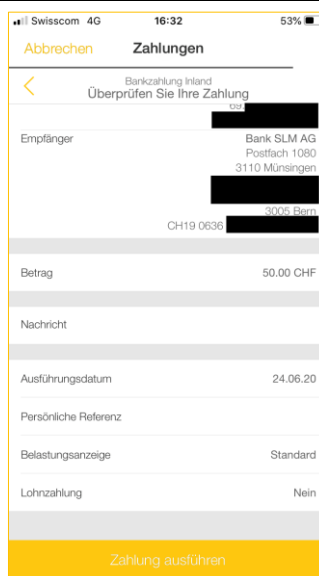 Swisscom 4G 16:32 53%
Abbrechen Zahlungen
Bankzahlung Inland
Überprüfen Sie Ihre Zahlung
Empfänger Bank SLM AG
Postfach 1080
3110 Münsingen
3005 Bern
CH19 0636
Betrag 50.00 CHF
Nachricht
Ausführungsdatum 24.06.20
Persönliche Referenz
Belastungsanzeige Standard
Lohnzahlung Nein
Zahlung ausführen